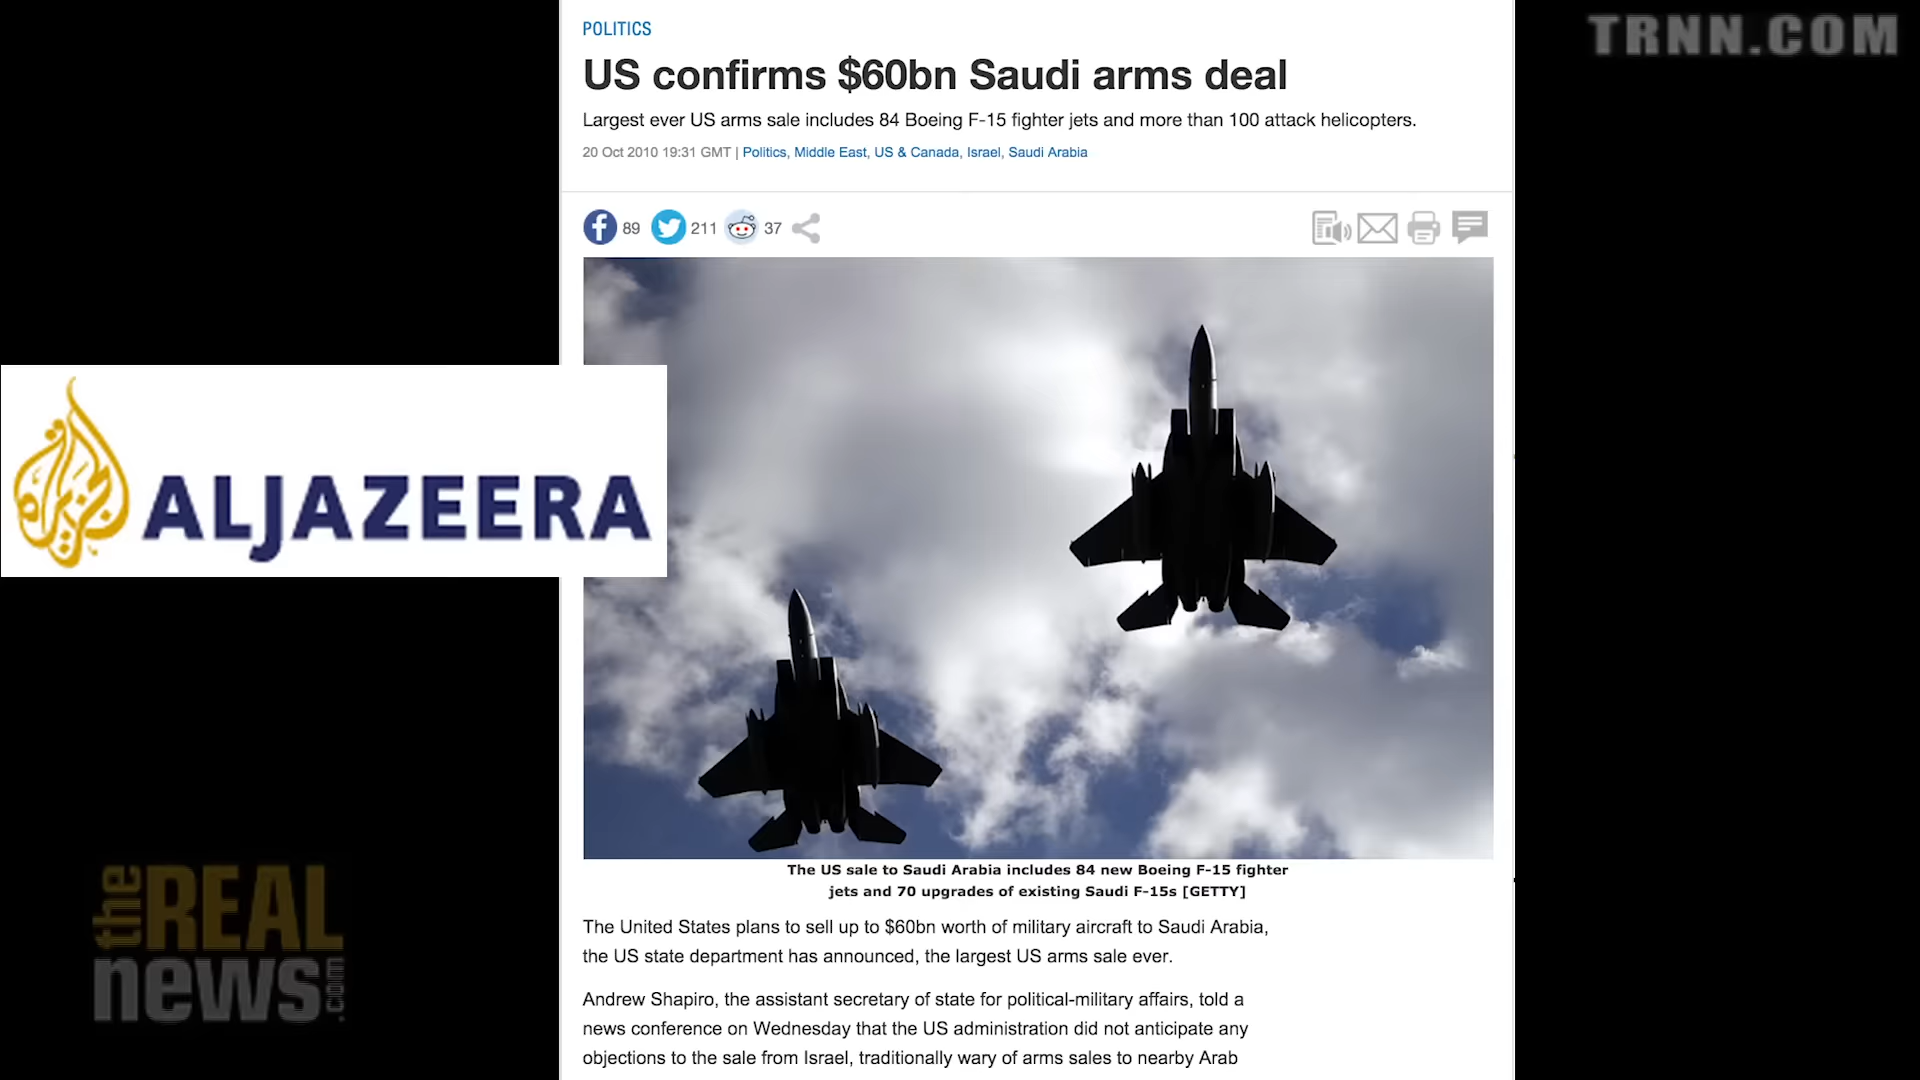 TRNN.COM
POLITICS
US confirms $60bn Saudi arms deal
Largest ever US arms sale includes 84 Boeing F-15 fighter jets and more than 100 attack helicopters.
20 Oct 2010 19:31 GMT | Politics, Middle East, US & Canada, Israel, Saudi Arabia
89 211 37
ALJAZEERA
The US sale to Saudi Arabia includes 84 new Boeing F-15 fighter
jets and 70 upgrades of existing Saudi F-15s [GETTY]
The United States plans to sell up to $60bn worth of military aircraft to Saudi Arabia,
the US state department has announced, the largest US arms sale ever.
Andrew Shapiro, the assistant secretary of state for political-military affairs, told a
news conference on Wednesday that the US administration did not anticipate any
objections to the sale from Israel, traditionally wary of arms sales to nearby Arab
the REAL
news.com